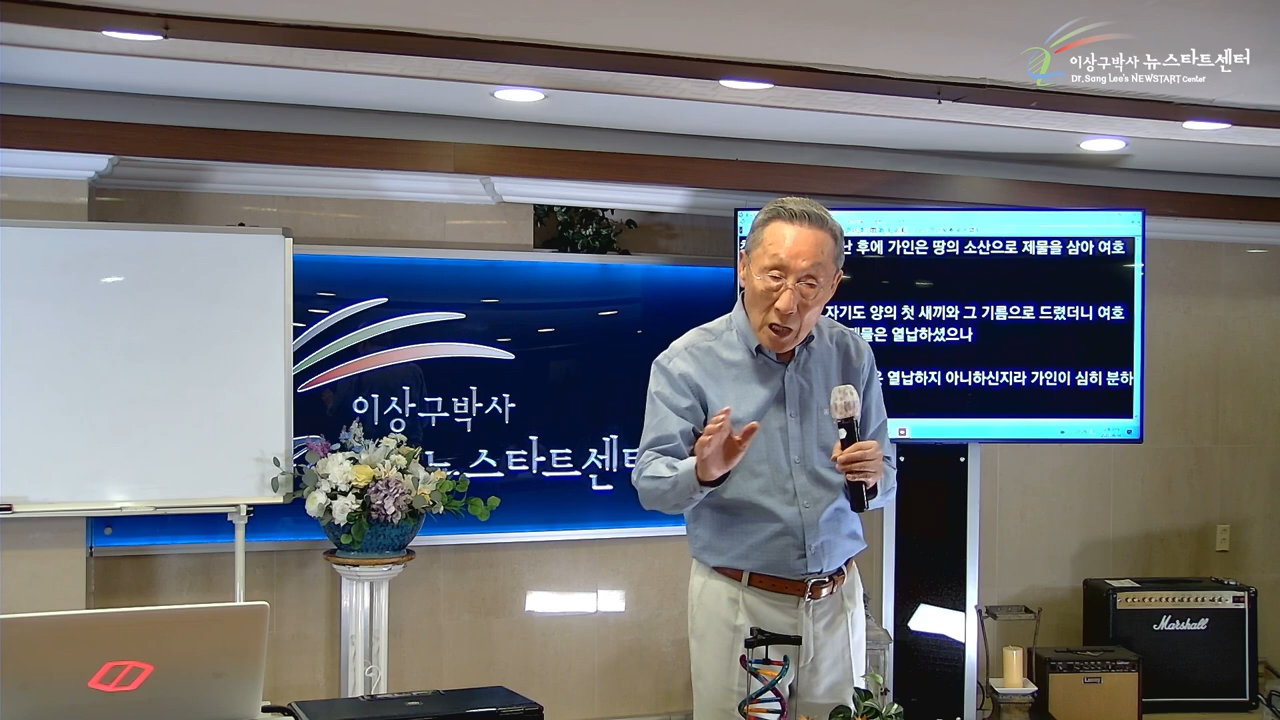 이상구박사 뉴스타트센터
Dr. Sang Lee's NEWSTART Center
난 후에 가인은 땅의 소산으로 제물을 삼아 여호
자기도 양의 첫 새끼와 그 기름으로 드렸더니 여호
제물은 열납하셨으나
은 열납하지 아니하신지라 가인이 심히 분하
이상구박사
뉴스타트센터
Marshall
Laney